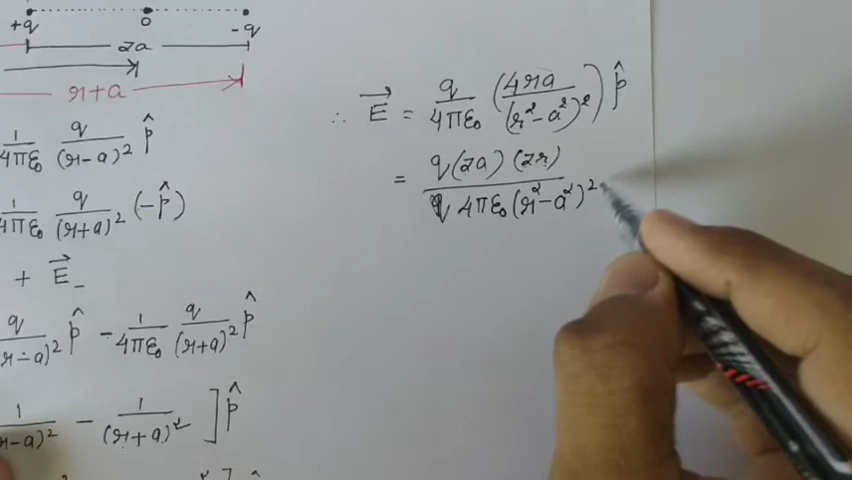 +q 0 -q
2a
r+a
1/4πε₀ q/(r-a)² p̂
1/4πε₀ q/(r+a)² (-p̂)
+ E⃗₋
q/(r-a)² p̂ - 1/4πε₀ q/(r+a)² p̂
1/(r-a)² - 1/(r+a)² ] p̂
∴ E⃗ = q/4πε₀ (4ra/(r²-a²)²) p̂
= q(2a)(2r)/4πε₀(r²-a²)²